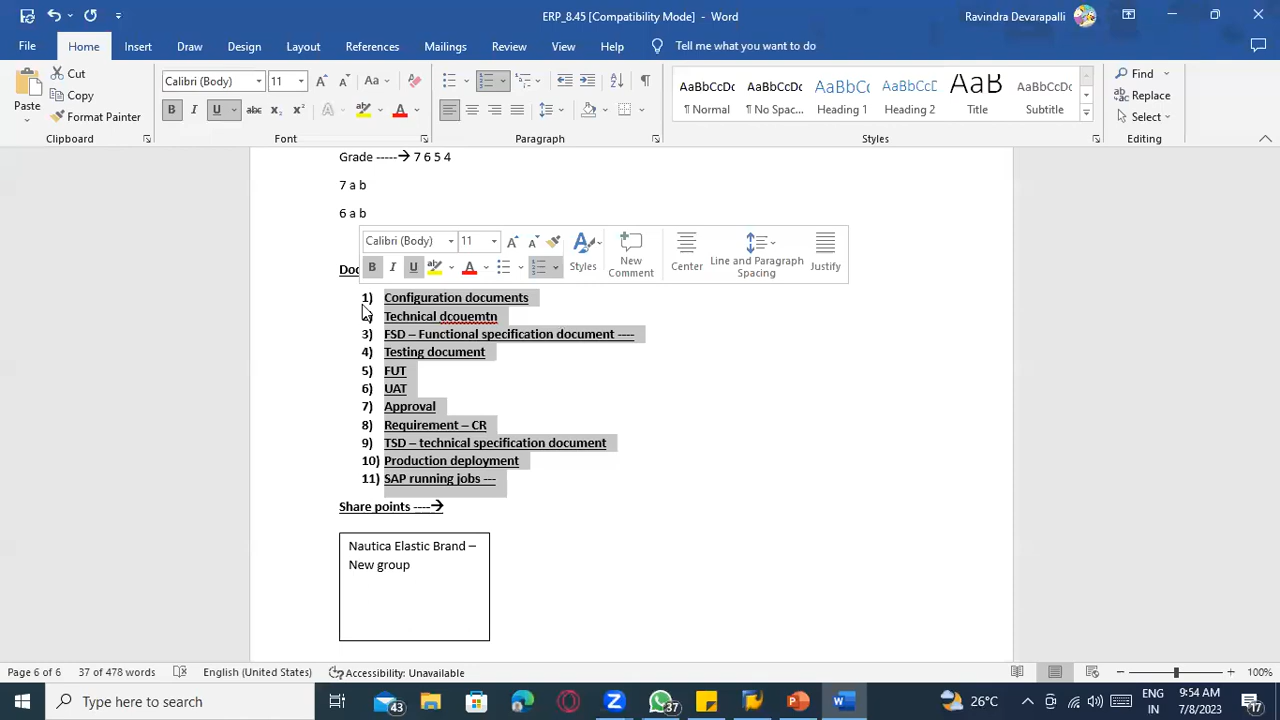 ERP_8.45 [Compatibility Mode] - Word
Ravindra Devarapalli
File Home Insert Draw Design Layout References Mailings Review View Help Tell me what you want to do
Paste
Cut
Copy
Format Painter
Clipboard
Calibri (Body) 11
Font
Paragraph
AaBbCcDc AaBbCcDc AaBbCc AaBbCcD AaB AaBbCcD
¶ Normal ¶ No Spac... Heading 1 Heading 2 Title Subtitle
Styles
Find
Replace
Select
Editing
Grade -----→ 7 6 5 4
7 a b
6 a b
Calibri (Body) 11
Styles
New Comment
Center
Line and Paragraph Spacing
Justify
Doc
1) Configuration documents
Technical dcouemtn
3) FSD – Functional specification document ----
4) Testing document
5) FUT
6) UAT
7) Approval
8) Requirement – CR
9) TSD – technical specification document
10) Production deployment
11) SAP running jobs ---
Share points ----→
Nautica Elastic Brand –
New group
Page 6 of 6 37 of 478 words English (United States) Accessibility: Unavailable 100%
Type here to search
43
37
26°C
ENG
IN
9:54 AM
7/8/2023
17